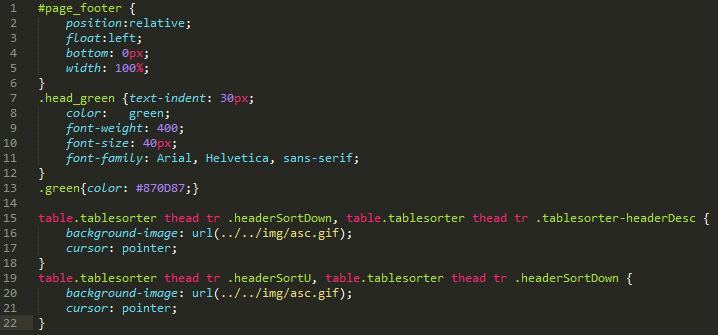 1 #page_footer {
2 position:relative;
3 float:left;
4 bottom: 0px;
5 width: 100%;
6 }
7 .head_green {text-indent: 30px;
8 color:   green;
9 font-weight: 400;
10 font-size: 40px;
11 font-family: Arial, Helvetica, sans-serif;
12 }
13 .green{color: #870D87;}
14
15 table.tablesorter thead tr .headerSortDown, table.tablesorter thead tr .tablesorter-headerDesc {
16 background-image: url(../../img/asc.gif);
17 cursor: pointer;
18 }
19 table.tablesorter thead tr .headerSortU, table.tablesorter thead tr .headerSortDown {
20 background-image: url(../../img/asc.gif);
21 cursor: pointer;
22 }